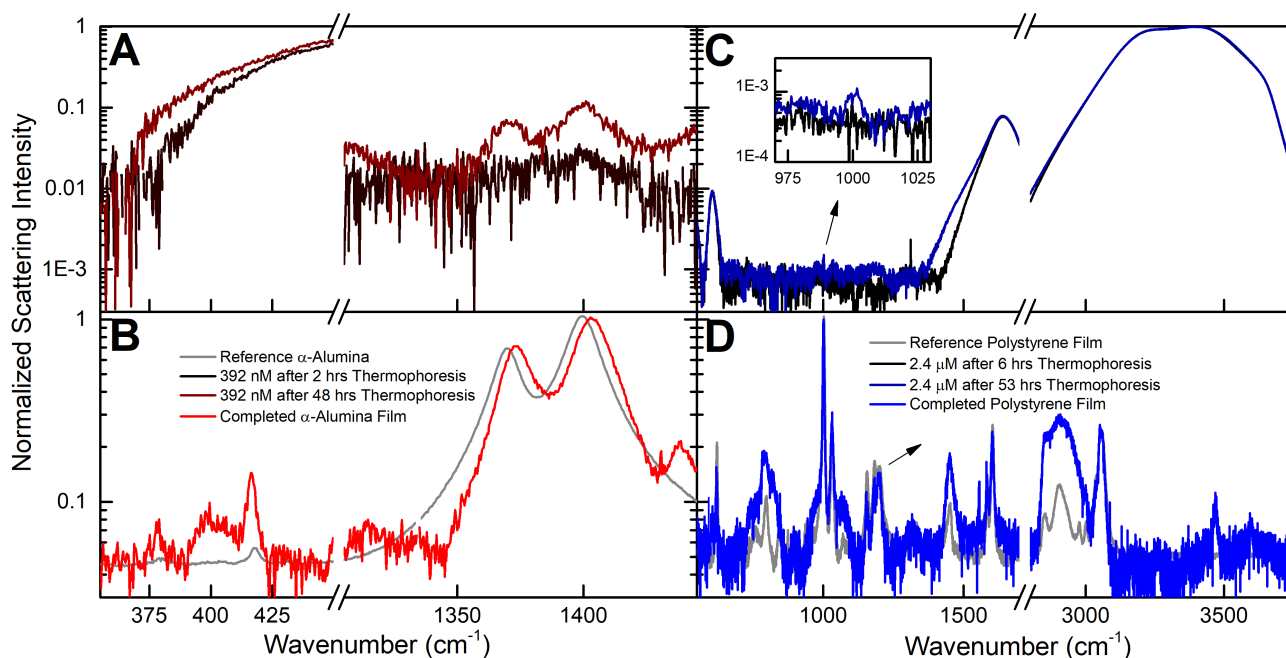 Normalized Scattering Intensity
A
1
0.1
0.01
1E-3
B
1
0.1
Reference α-Alumina
392 nM after 2 hrs Thermophoresis
392 nM after 48 hrs Thermophoresis
Completed α-Alumina Film
375 400 425 1350 1400
Wavenumber (cm⁻¹)
C
1E-3
1E-4
975 1000 1025
D
Reference Polystyrene Film
2.4 μM after 6 hrs Thermophoresis
2.4 μM after 53 hrs Thermophoresis
Completed Polystyrene Film
1000 1500 3000 3500
Wavenumber (cm⁻¹)